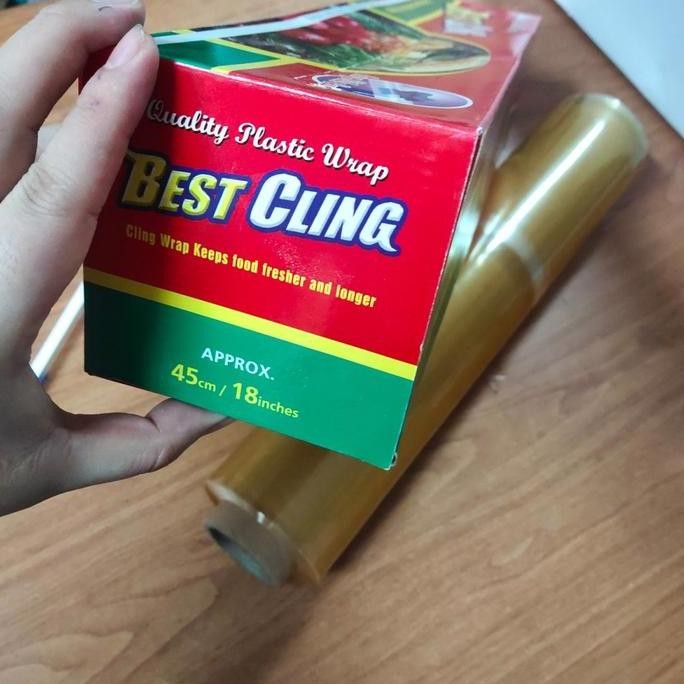 Quality Plastic Wrap
BEST CLING
Cling Wrap Keeps food fresher and longer
APPROX.
45cm / 18inches